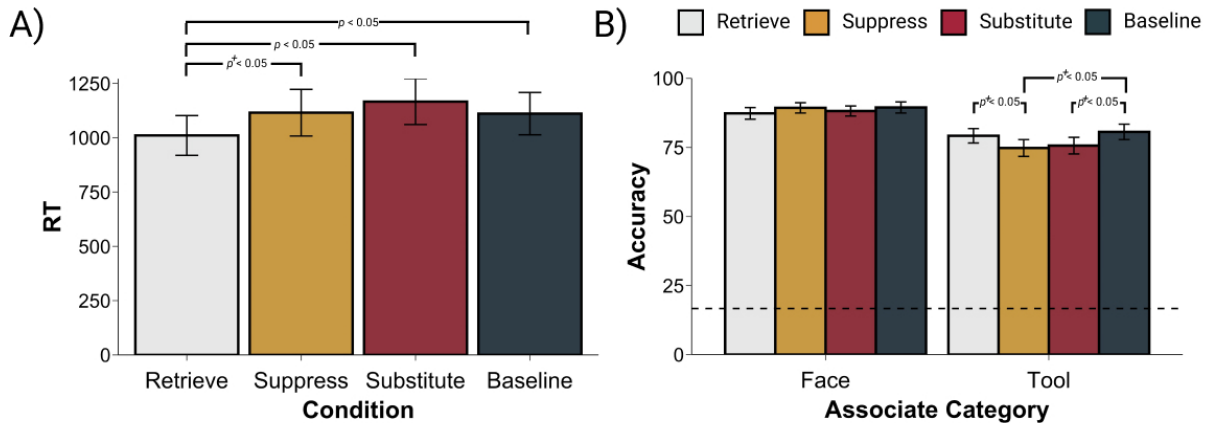 A)
p < 0.05
p < 0.05
p⁺< 0.05
1250
1000
750
500
250
0
RT
Retrieve Suppress Substitute Baseline
Condition
B)
Retrieve Suppress Substitute Baseline
p⁺< 0.05
p⁺< 0.05 p⁺< 0.05
100
75
50
25
0
Accuracy
Face Tool
Associate Category